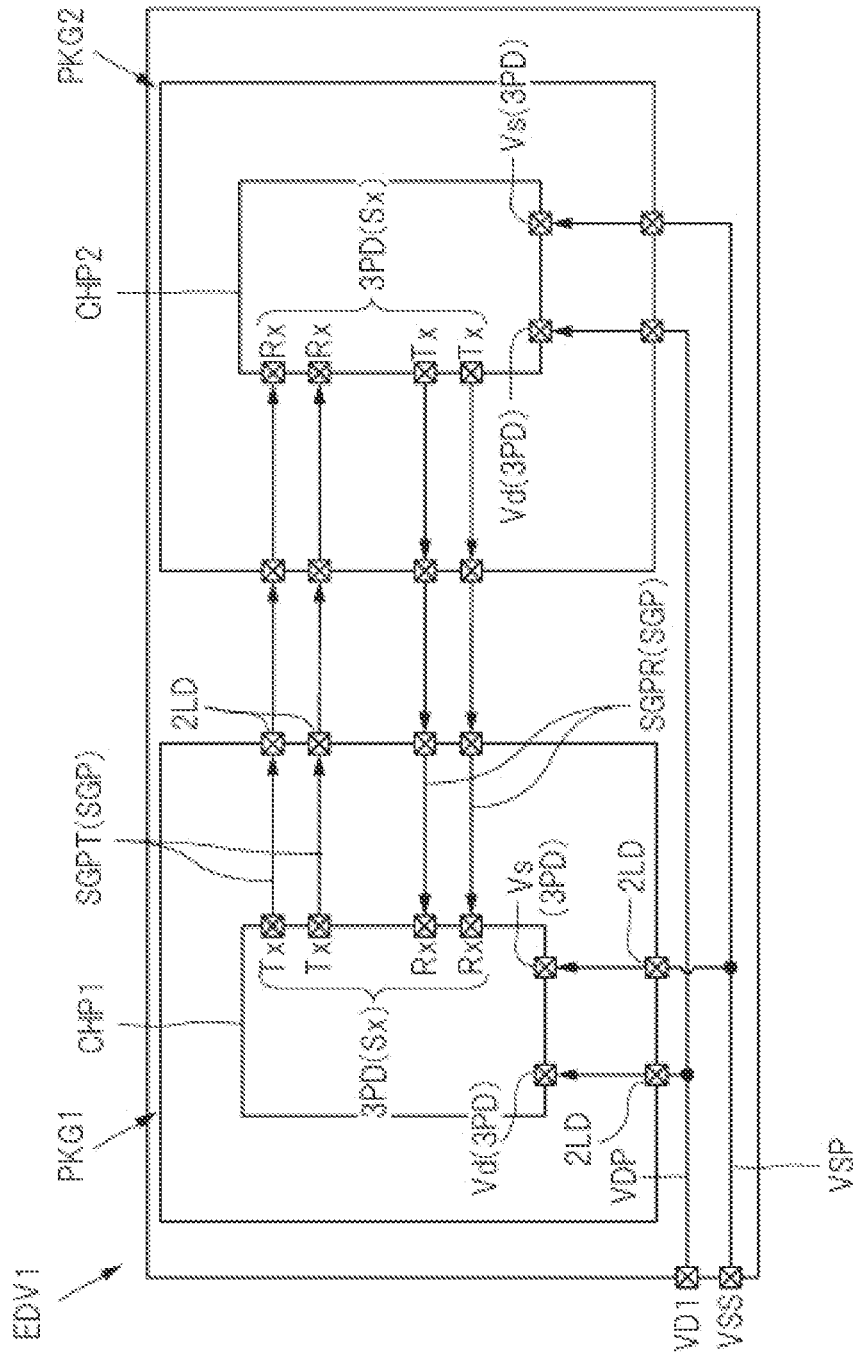 EDV1
PKG1
CHP1
SGPT(SGP)
2LD
CHP2
PKG2
Tx
Tx
Rx
Rx
3PD(Sx)
Rx
Rx
Tx
Tx
3PD(Sx)
Vd(3PD)
Vs
(3PD)
Vd(3PD)
Vs(3PD)
2LD
2LD
SGPR(SGP)
VDP
VD1
VSS
VSP